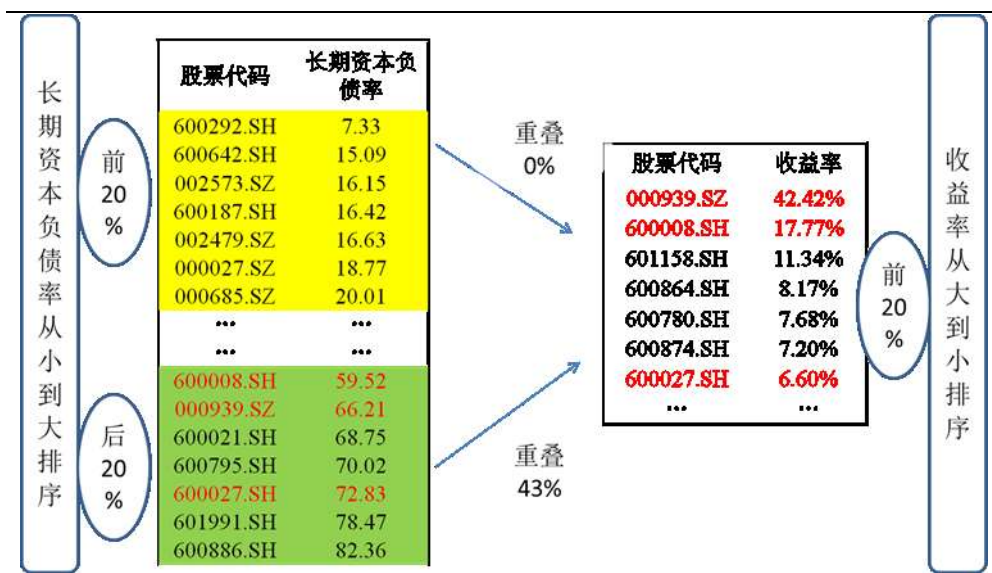 长期资本负债率从小到大排序
前
20
%
后
20
%
股票代码 长期资本负
债率
600292.SH 7.33
600642.SH 15.09
002573.SZ 16.15
600187.SH 16.42
002479.SZ 16.63
000027.SZ 18.77
000685.SZ 20.01
... ...
... ...
600008.SH 59.52
000939.SZ 66.21
600021.SH 68.75
600795.SH 70.02
600027.SH 72.83
601991.SH 78.47
600886.SH 82.36
重叠
0%
重叠
43%
股票代码 收益率
000939.SZ 42.42%
600008.SH 17.77%
601158.SH 11.34%
600864.SH 8.17%
600780.SH 7.68%
600874.SH 7.20%
600027.SH 6.60%
... ...
前
20
%
收益率从大到小排序